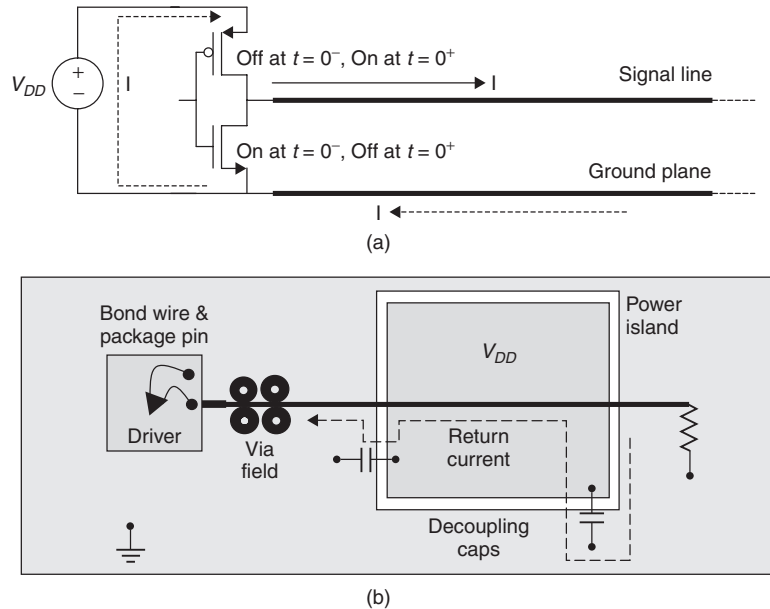 Off at t = 0⁻, On at t = 0⁺
V_DD
+
−
I
I
Signal line
On at t = 0⁻, Off at t = 0⁺
Ground plane
I
(a)
Bond wire &
package pin
Power
island
V_DD
Driver
Via
field
Return
current
Decoupling
caps
(b)